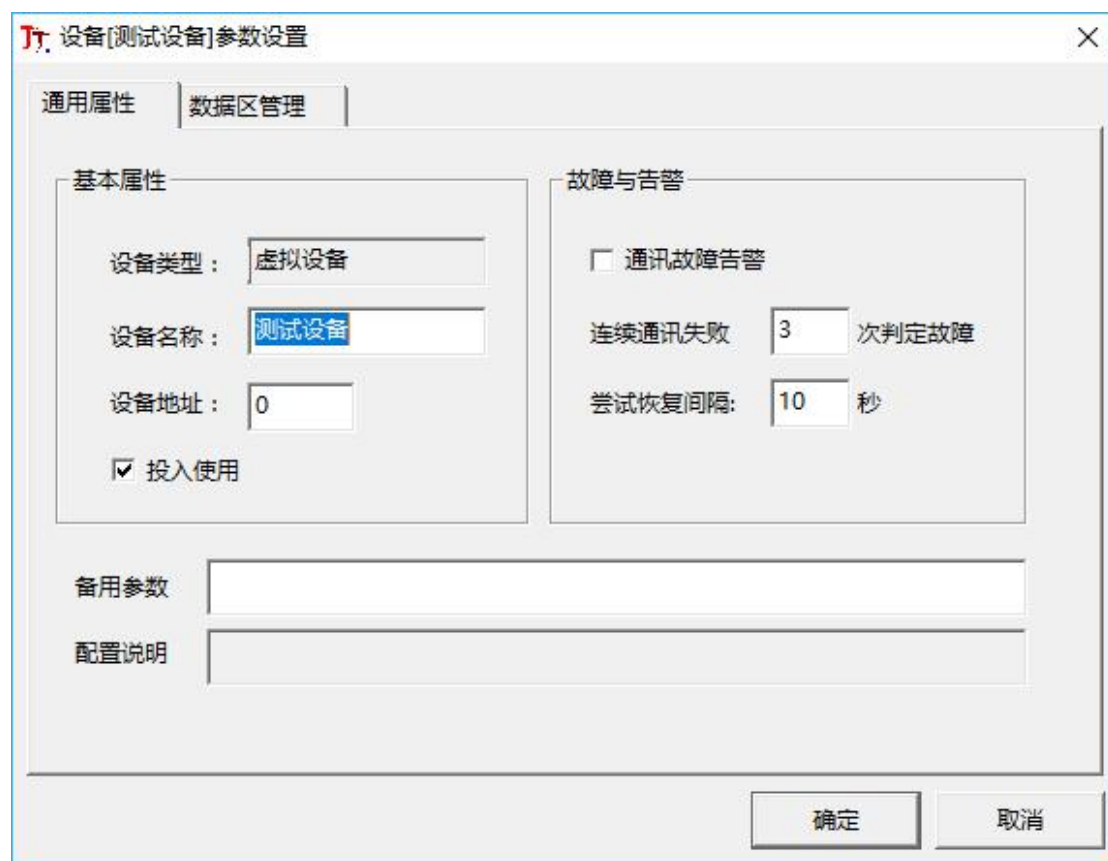 设备[测试设备]参数设置
通用属性 数据区管理
基本属性
设备类型： 虚拟设备
设备名称： 测试设备
设备地址： 0
投入使用
故障与告警
通讯故障告警
连续通讯失败 3 次判定故障
尝试恢复间隔: 10 秒
备用参数
配置说明
确定 取消